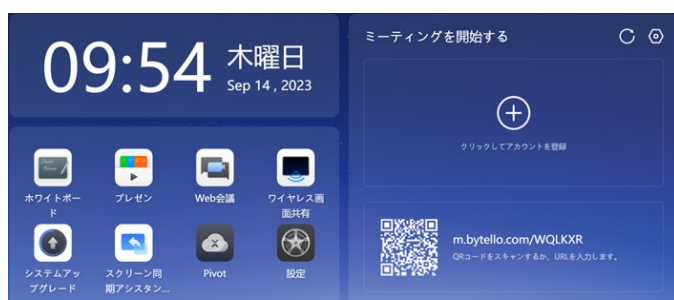 09:54
木曜日
Sep 14 , 2023
ホワイトボー
ド
プレゼン
Web会議
ワイヤレス画
面共有
システムアッ
プグレード
スクリーン同
期アシスタン...
Pivot
設定
ミーティングを開始する
クリックしてアカウントを登録
m.bytello.com/WQLKXR
QRコードをスキャンするか、URLを入力します。